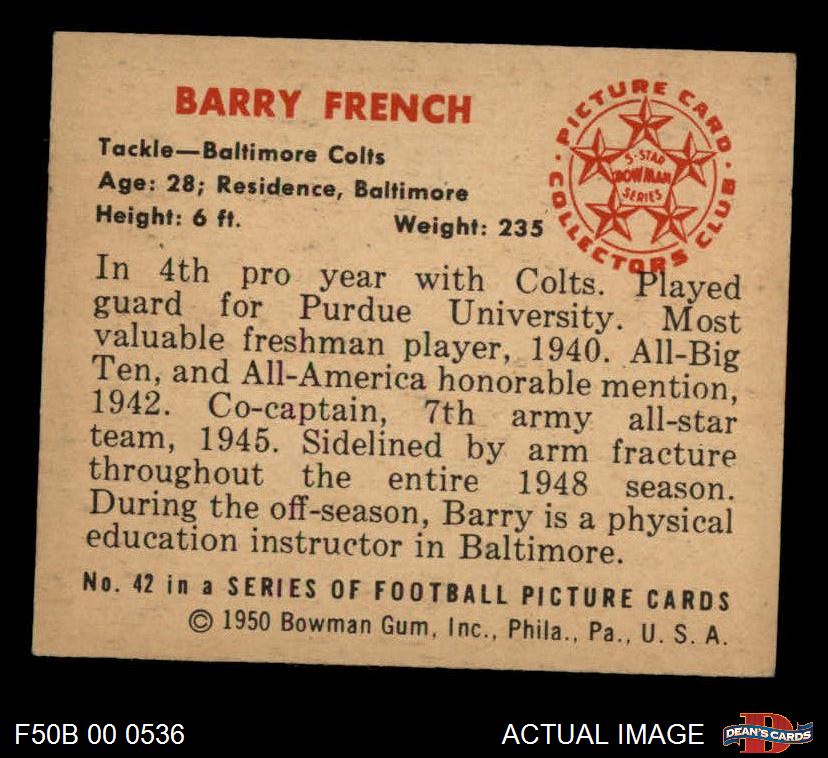 BARRY FRENCH
Tackle—Baltimore Colts
Age: 28; Residence, Baltimore
Height: 6 ft. Weight: 235
PICTURE CARD
COLLECTORS CLUB
5-STAR
BOWMAN
SERIES
In 4th pro year with Colts. Played
guard for Purdue University. Most
valuable freshman player, 1940. All-Big
Ten, and All-America honorable mention,
1942. Co-captain, 7th army all-star
team, 1945. Sidelined by arm fracture
throughout the entire 1948 season.
During the off-season, Barry is a physical
education instructor in Baltimore.
No. 42 in a SERIES OF FOOTBALL PICTURE CARDS
© 1950 Bowman Gum, Inc., Phila., Pa., U. S. A.
F50B 00 0536
ACTUAL IMAGE
DEAN'S CARDS